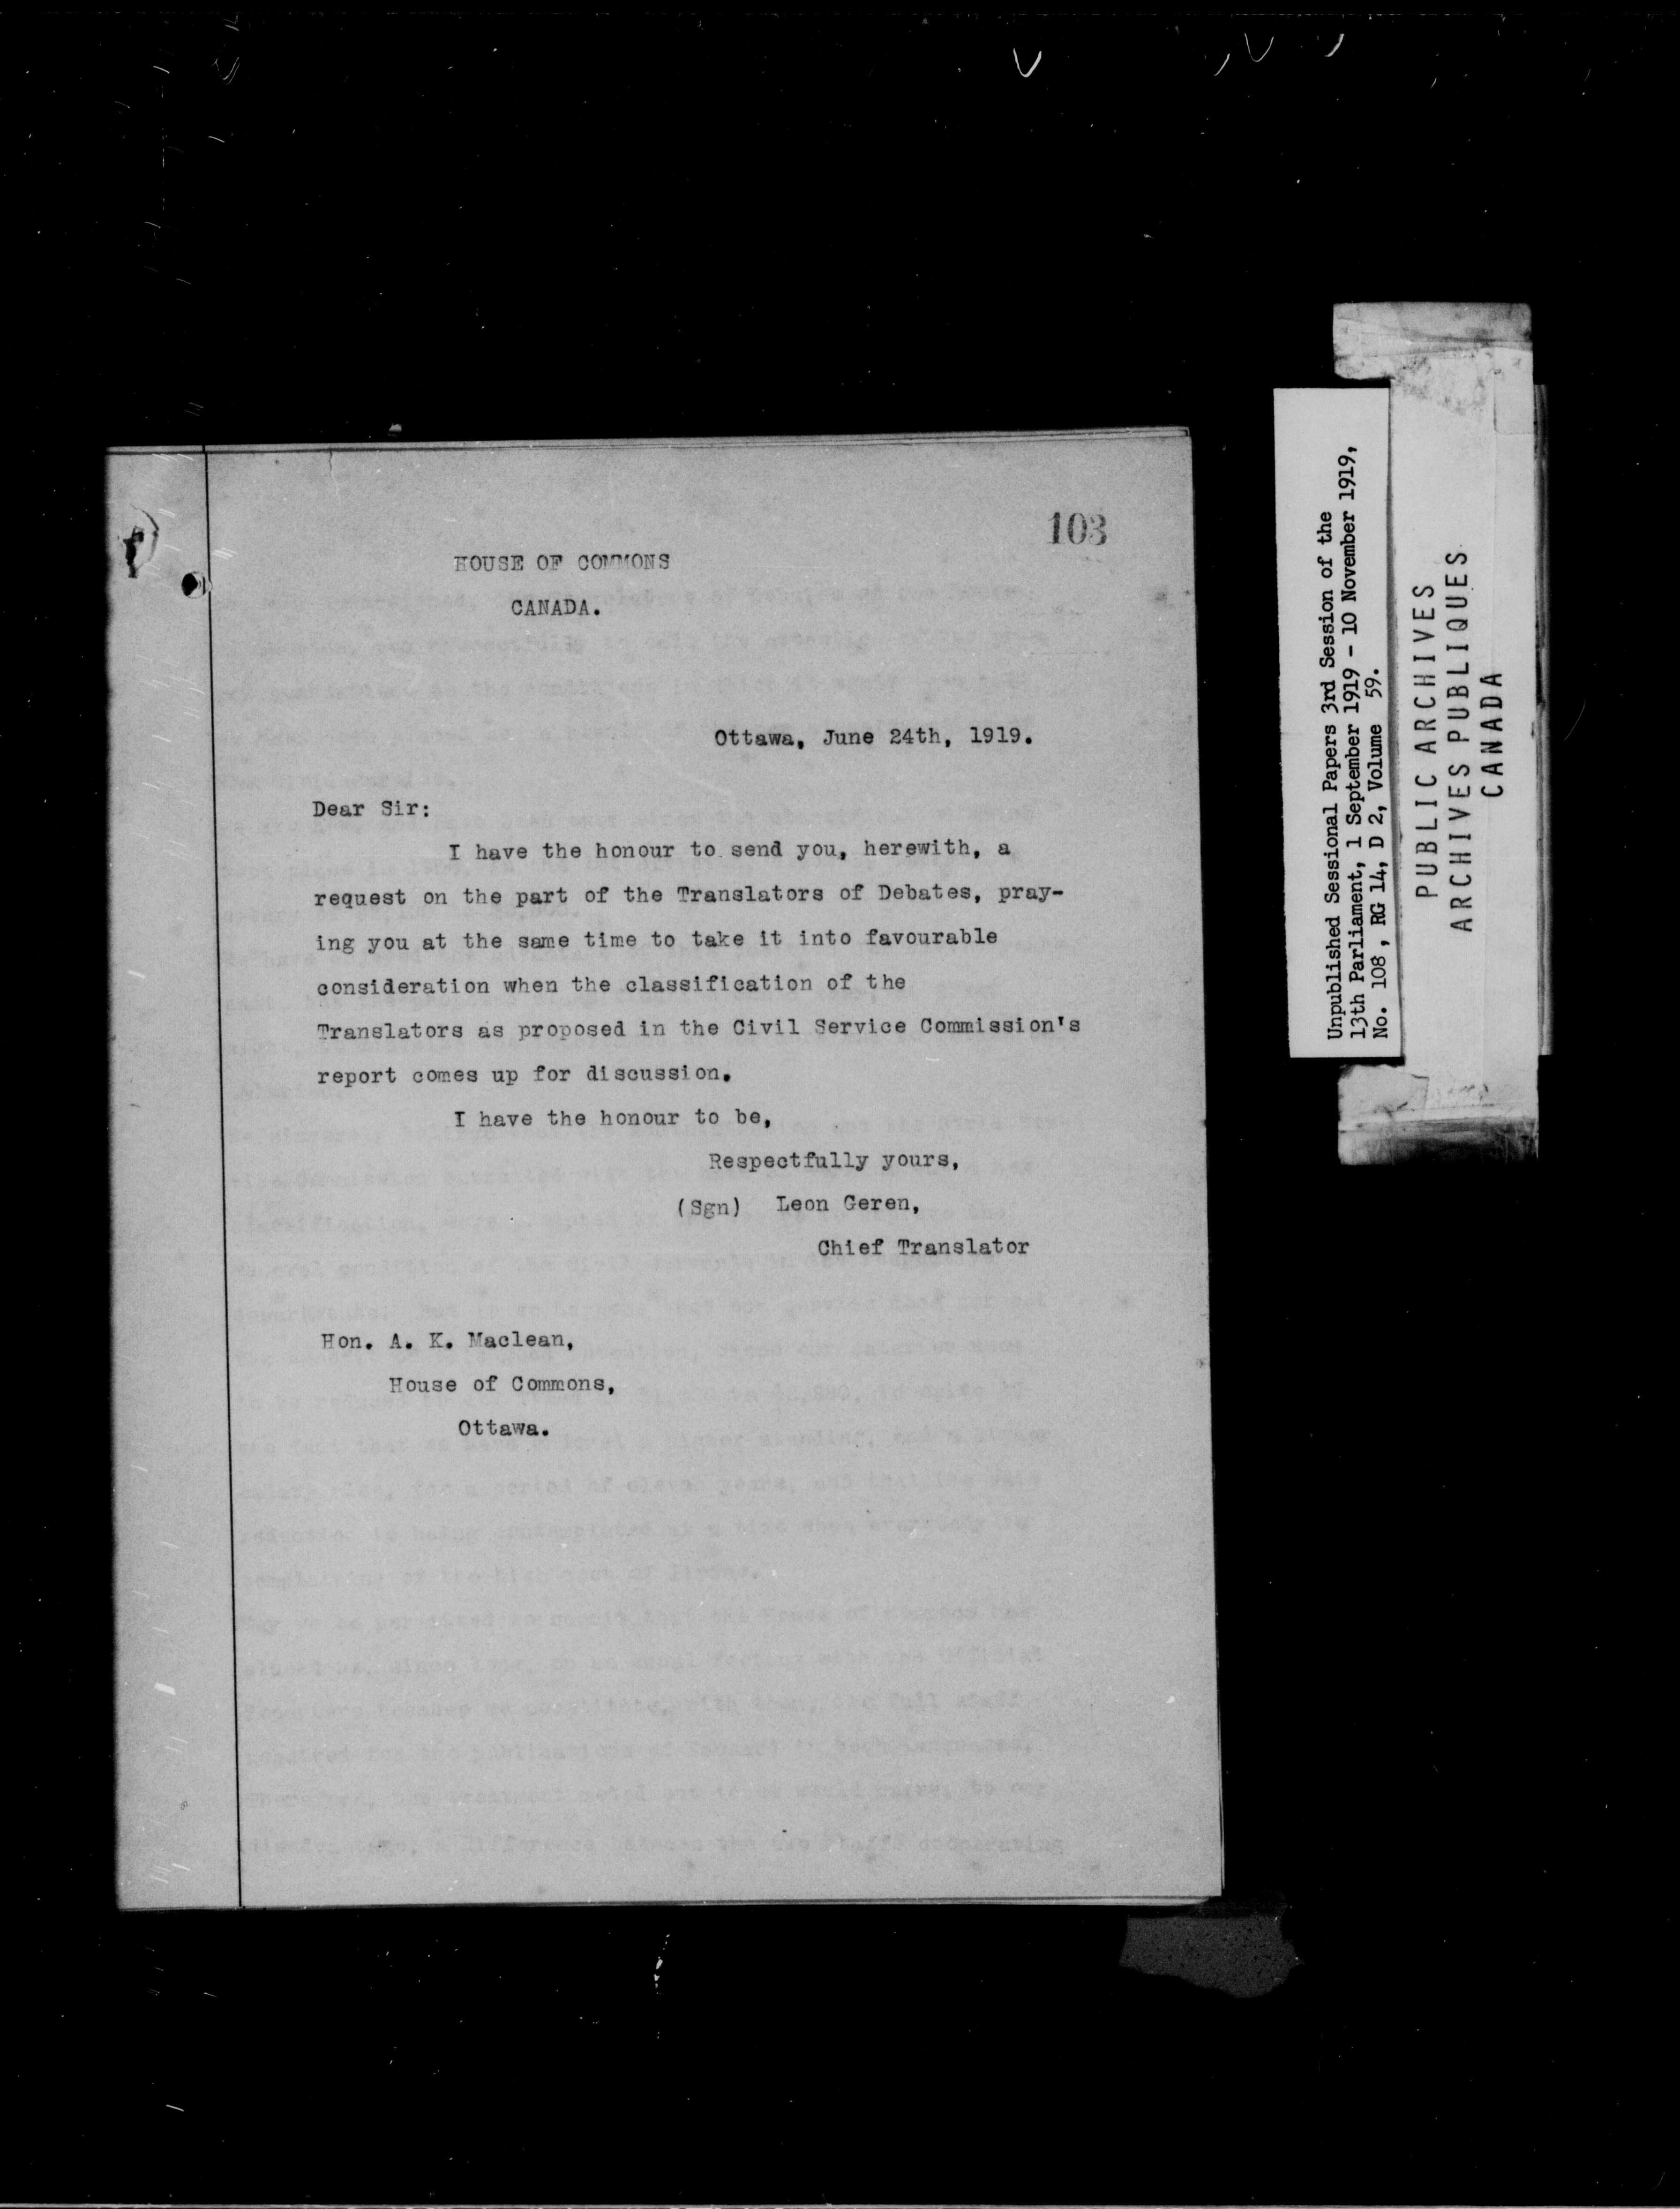 103
HOUSE OF COMMONS
CANADA.
Ottawa, June 24th, 1919.
Dear Sir:
I have the honour to send you, herewith, a
request on the part of the Translators of Debates, pray-
ing you at the same time to take it into favourable
consideration when the classification of the
Translators as proposed in the Civil Service Commission's
report comes up for discussion.
I have the honour to be,
Respectfully yours,
(Sgn) Leon Geren,
Chief Translator
Hon. A. K. Maclean,
House of Commons,
Ottawa.
Unpublished Sessional Papers 3rd Session of the
13th Parliament, 1 September 1919 - 10 November 1919,
No. 108, RG 14, D 2, Volume 59.
PUBLIC ARCHIVES
ARCHIVES PUBLIQUES
CANADA